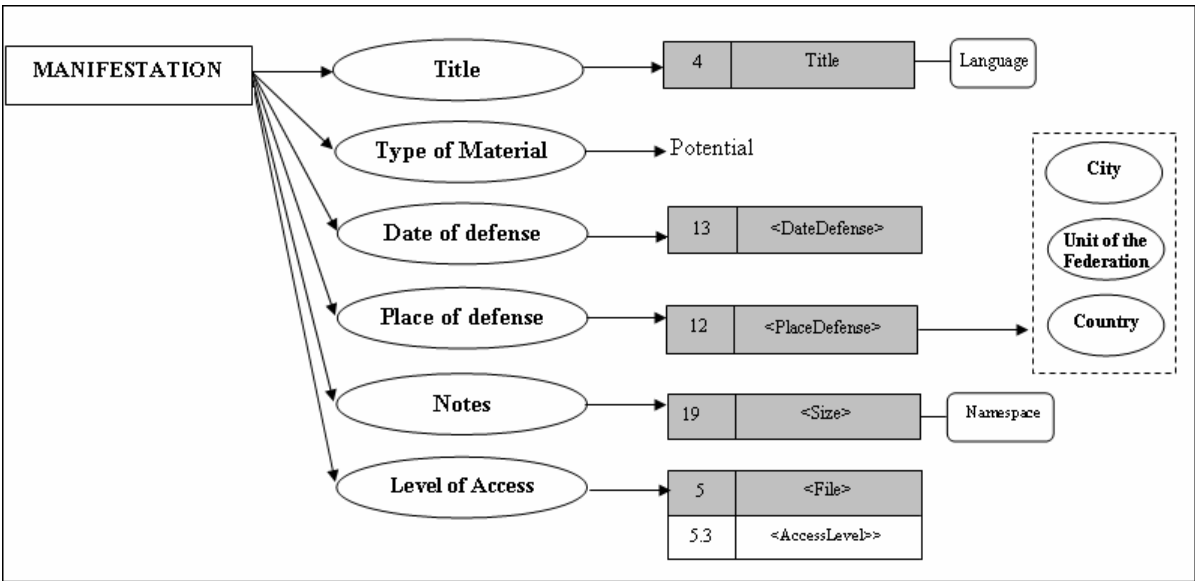 MANIFESTATION
Title
4 Title
Language
Type of Material
Potential
Date of defense
13 <DateDefense>
Place of defense
12 <PlaceDefense>
City
Unit of the
Federation
Country
Notes
19 <Size>
Namespace
Level of Access
5 <File>
5.3 <AccessLevel>>